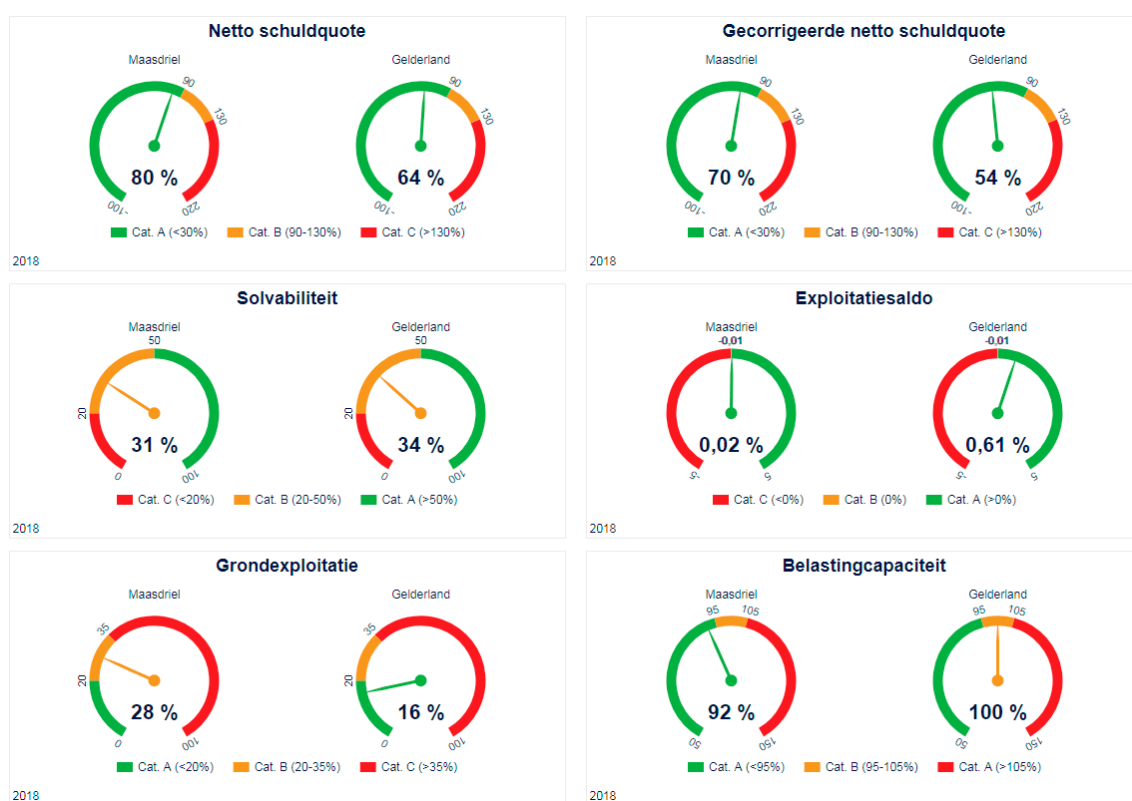 Netto schuldquote
Maasdriel
Gelderland
90
130
-100
220
80 %
90
130
-100
220
64 %
Cat. A (<30%) Cat. B (90-130%) Cat. C (>130%)
2018
Gecorrigeerde netto schuldquote
Maasdriel
Gelderland
90
130
-100
220
70 %
90
130
-100
220
54 %
Cat. A (<30%) Cat. B (90-130%) Cat. C (>130%)
2018
Solvabiliteit
Maasdriel
Gelderland
50
20
0
100
31 %
50
20
0
100
34 %
Cat. C (<20%) Cat. B (20-50%) Cat. A (>50%)
2018
Exploitatiesaldo
Maasdriel
Gelderland
-0,01
-5
5
0,02 %
-0,01
-5
5
0,61 %
Cat. C (<0%) Cat. B (0%) Cat. A (>0%)
2018
Grondexploitatie
Maasdriel
Gelderland
35
20
0
100
28 %
35
20
0
100
16 %
Cat. A (<20%) Cat. B (20-35%) Cat. C (>35%)
2018
Belastingcapaciteit
Maasdriel
Gelderland
95
105
50
150
92 %
95
105
50
150
100 %
Cat. A (<95%) Cat. B (95-105%) Cat. A (>105%)
2018